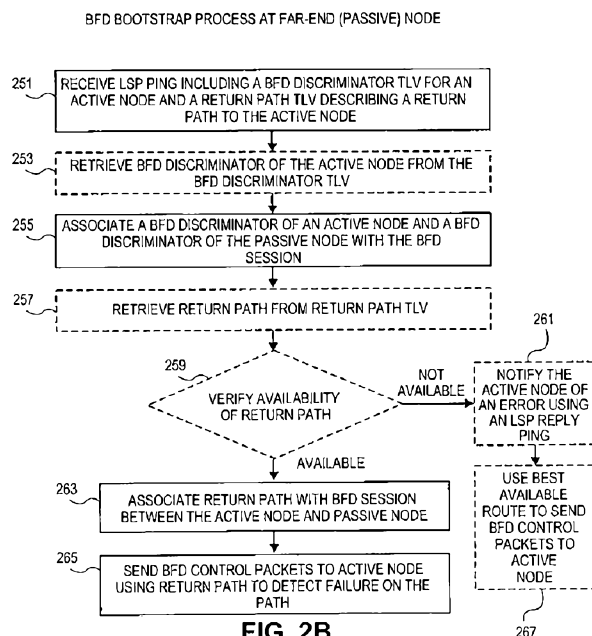 BFD BOOTSTRAP PROCESS AT FAR-END (PASSIVE) NODE
251
RECEIVE LSP PING INCLUDING A BFD DISCRIMINATOR TLV FOR AN
ACTIVE NODE AND A RETURN PATH TLV DESCRIBING A RETURN
PATH TO THE ACTIVE NODE
253
RETRIEVE BFD DISCRIMINATOR OF THE ACTIVE NODE FROM THE
BFD DISCRIMINATOR TLV
255
ASSOCIATE A BFD DISCRIMINATOR OF AN ACTIVE NODE AND A BFD
DISCRIMINATOR OF THE PASSIVE NODE WITH THE BFD
SESSION
257
RETRIEVE RETURN PATH FROM RETURN PATH TLV
259
VERIFY AVAILABILITY
OF RETURN PATH
NOT
AVAILABLE
261
NOTIFY THE
ACTIVE NODE OF
AN ERROR USING
AN LSP REPLY
PING
AVAILABLE
263
ASSOCIATE RETURN PATH WITH BFD SESSION
BETWEEN THE ACTIVE NODE AND PASSIVE NODE
265
SEND BFD CONTROL PACKETS TO ACTIVE NODE
USING RETURN PATH TO DETECT FAILURE ON THE
PATH
USE BEST
AVAILABLE
ROUTE TO SEND
BFD CONTROL
PACKETS TO
ACTIVE
NODE
267
FIG. 2B